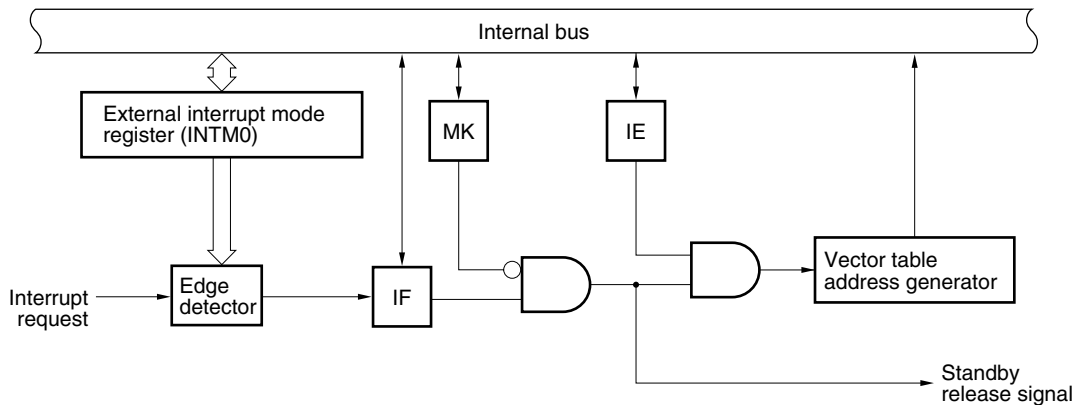 Internal bus
External interrupt mode
register (INTM0)
MK
IE
Interrupt
request
Edge
detector
IF
Vector table
address generator
Standby
release signal